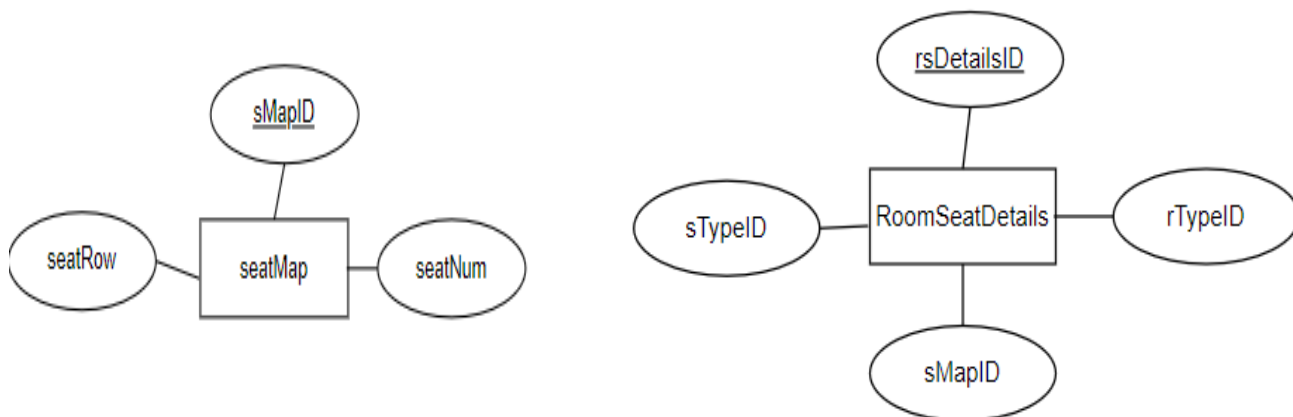 sMapID
seatRow
seatMap
seatNum
rsDetailsID
sTypeID
RoomSeatDetails
rTypeID
sMapID